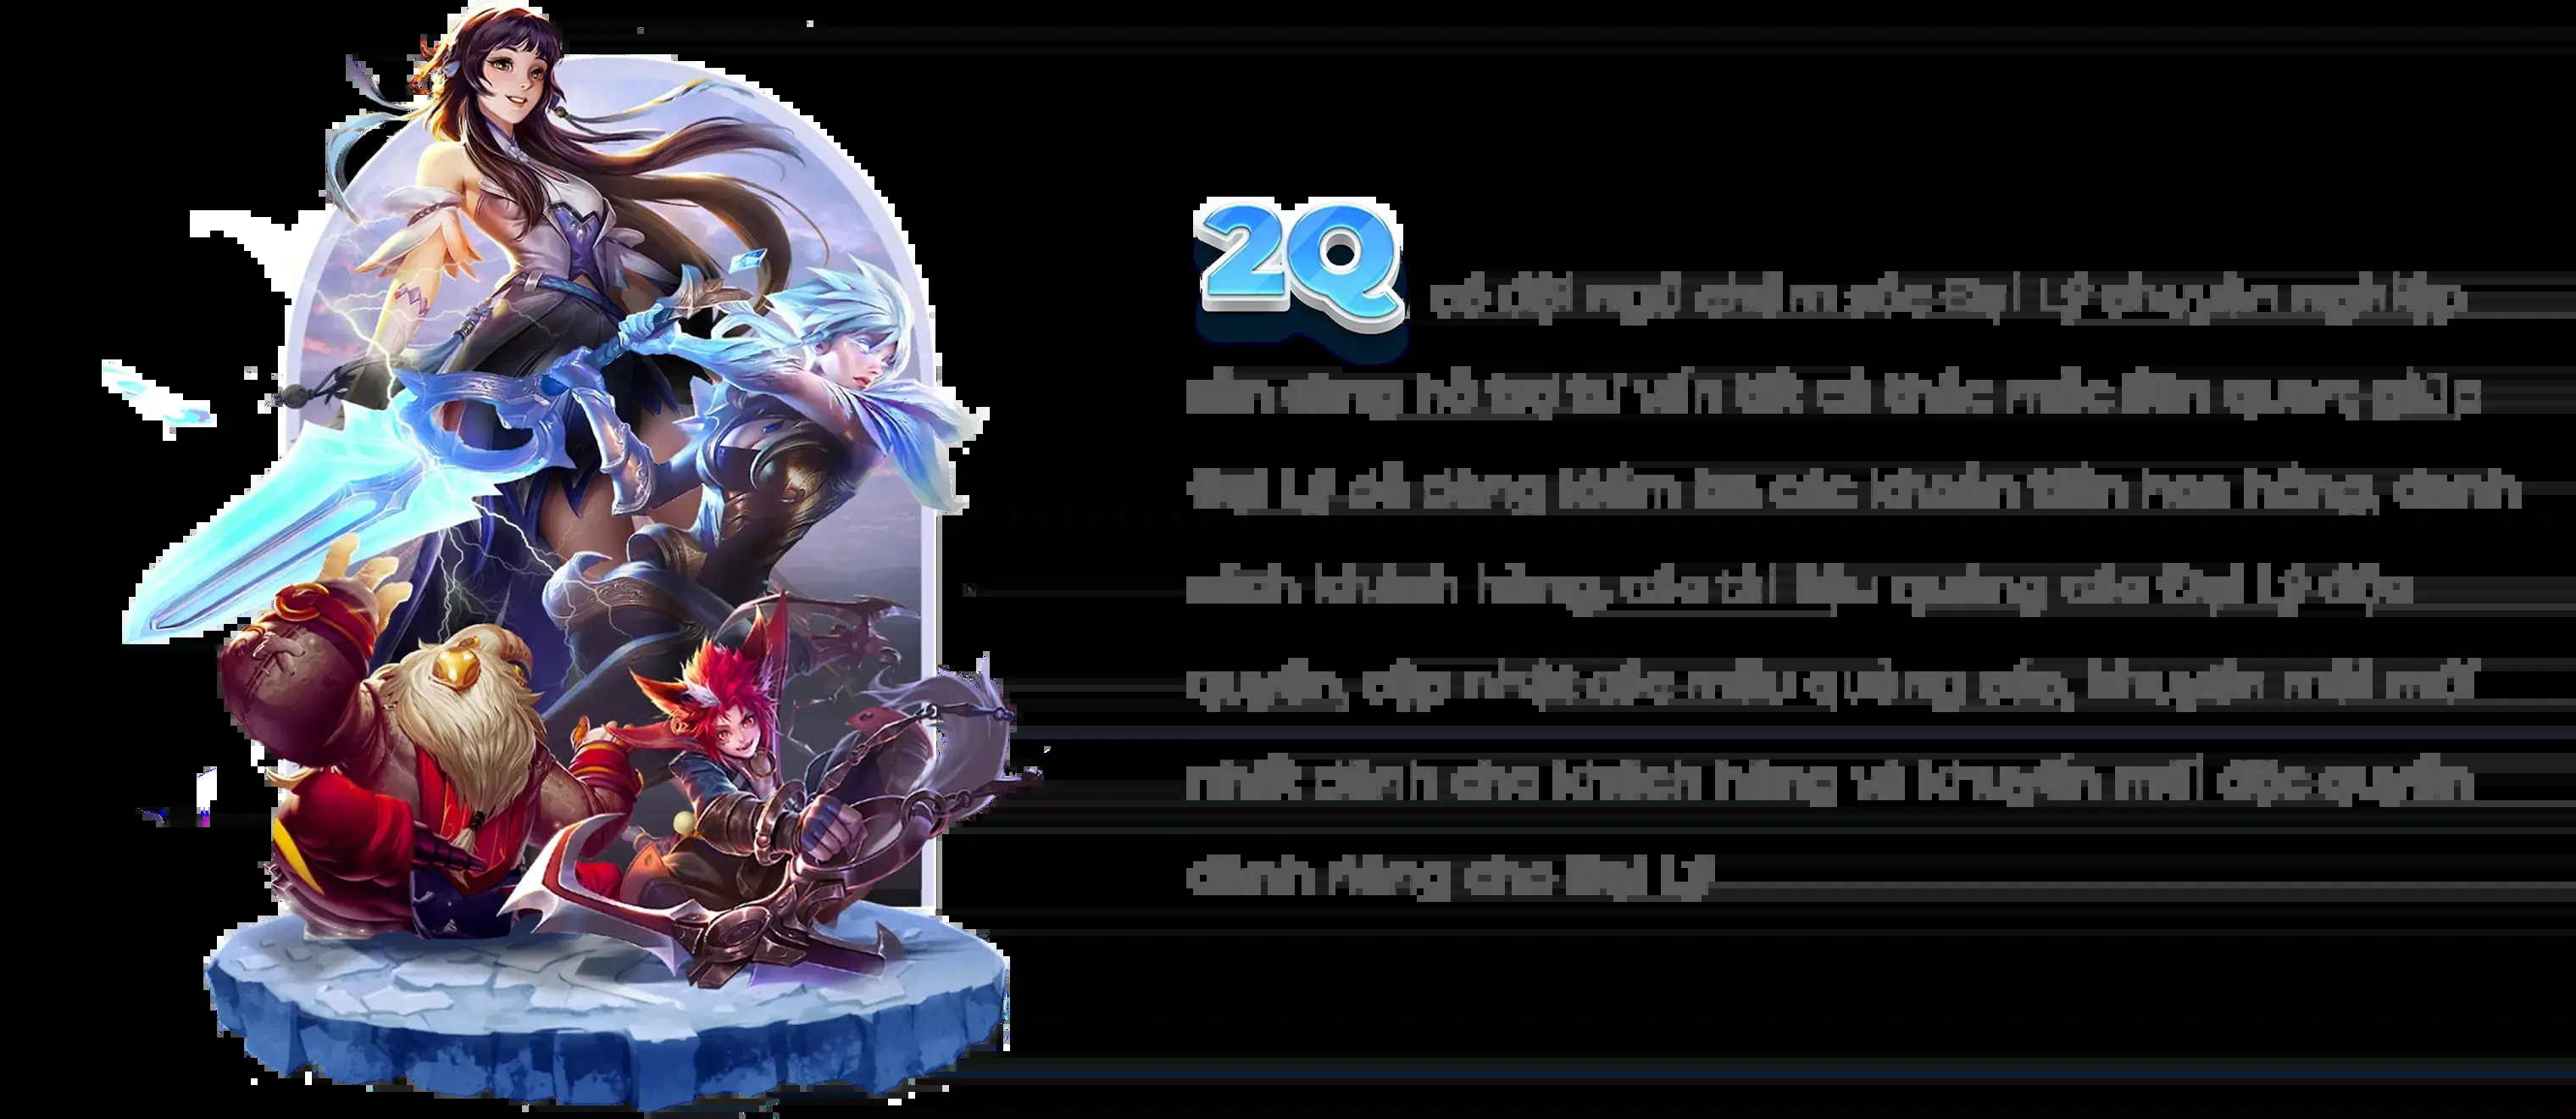 2Q có đội ngũ chăm sóc Đại Lý chuyên nghiệp
sẵn sàng hỗ trợ tư vấn tất cả thắc mắc liên quan, giúp
Đại Lý dễ dàng kiếm ra các khoản tiền hoa hồng, danh
sách khách hàng, của tài liệu quảng cáo Đại Lý độc
quyền, cập nhật các mẫu quảng cáo, khuyến mãi mới
nhất dành cho khách hàng và khuyến mãi độc quyền
dành riêng cho Đại Lý